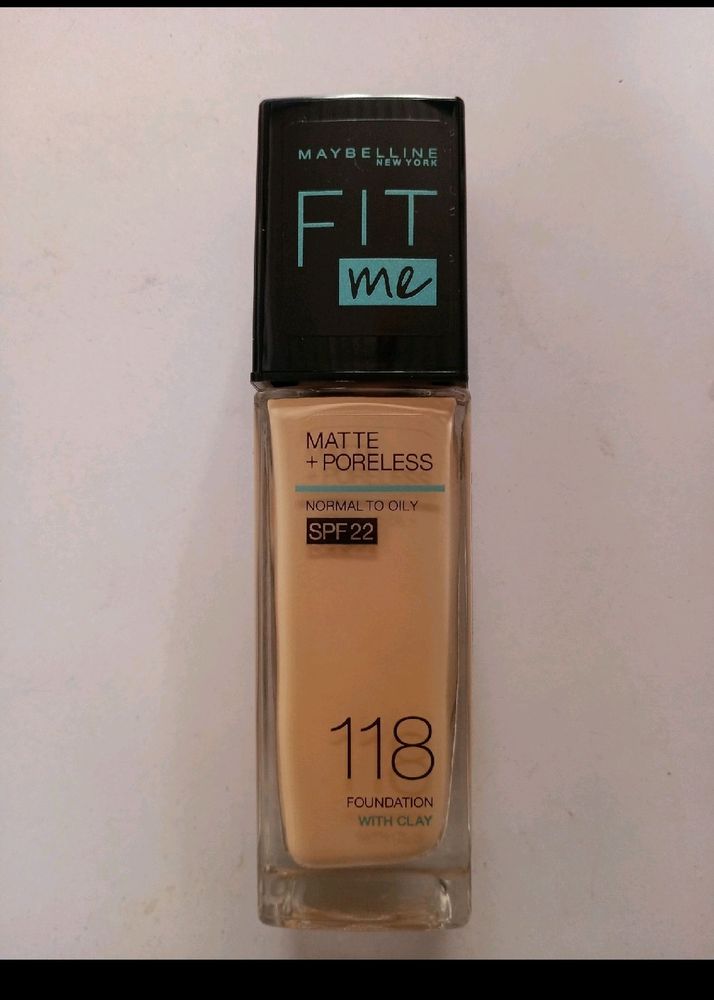 MAYBELLINE
NEW YORK
FIT
me
MATTE
+ PORELESS
NORMAL TO OILY
SPF 22
118
FOUNDATION
WITH CLAY